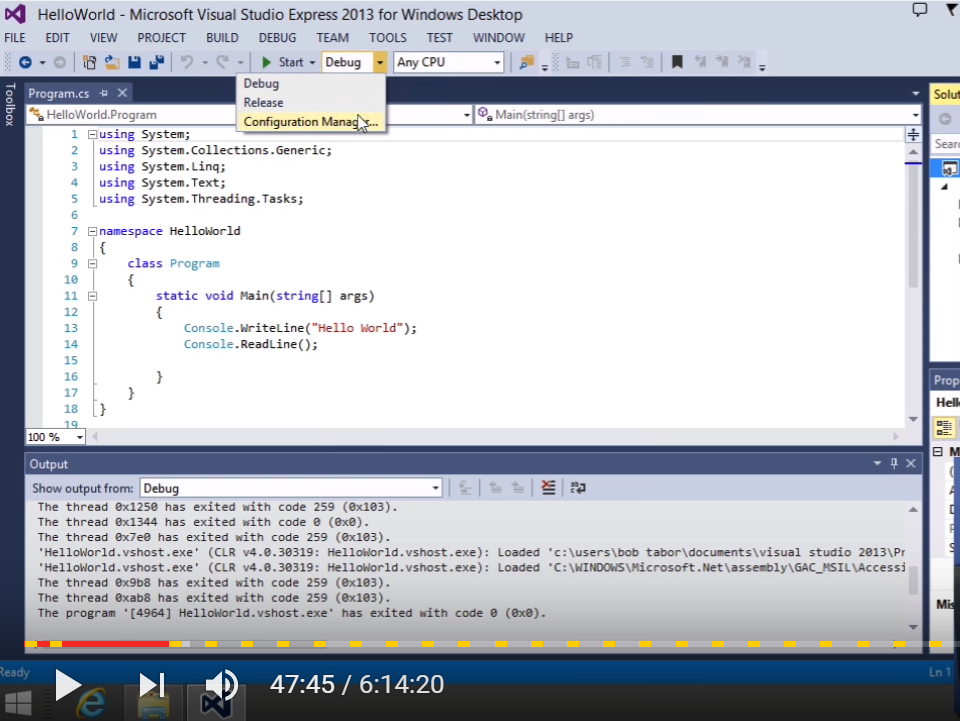 HelloWorld - Microsoft Visual Studio Express 2013 for Windows Desktop
FILE EDIT VIEW PROJECT BUILD DEBUG TEAM TOOLS TEST WINDOW HELP
Start Debug Any CPU
Debug
Release
Configuration Manag...
Toolbox
Program.cs
Solut
HelloWorld.Program Main(string[] args)
Sear
1 using System;
2 using System.Collections.Generic;
3 using System.Linq;
4 using System.Text;
5 using System.Threading.Tasks;
6
7 namespace HelloWorld
8 {
9 class Program
10 {
11 static void Main(string[] args)
12 {
13 Console.WriteLine("Hello World");
14 Console.ReadLine();
15
16 }
17 }
18 }
19
100 %
Prop
Hello
Output
Show output from: Debug
The thread 0x1250 has exited with code 259 (0x103).
The thread 0x1344 has exited with code 0 (0x0).
The thread 0x7e0 has exited with code 259 (0x103).
'HelloWorld.vshost.exe' (CLR v4.0.30319: HelloWorld.vshost.exe): Loaded 'c:\users\bob tabor\documents\visual studio 2013\Pr
'HelloWorld.vshost.exe' (CLR v4.0.30319: HelloWorld.vshost.exe): Loaded 'C:\WINDOWS\Microsoft.Net\assembly\GAC_MSIL\Accessi
The thread 0x9b8 has exited with code 259 (0x103).
The thread 0xab8 has exited with code 259 (0x103).
The program '[4964] HelloWorld.vshost.exe' has exited with code 0 (0x0).
Mis
Ready
Ln 1
47:45 / 6:14:20